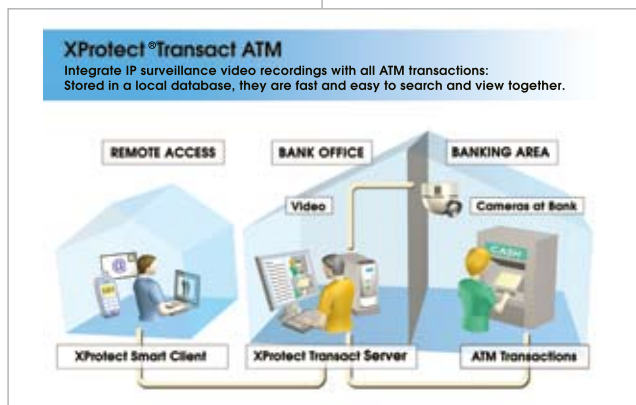 XProtect®Transact ATM
Integrate IP surveillance video recordings with all ATM transactions:
Stored in a local database, they are fast and easy to search and view together.
REMOTE ACCESS
BANK OFFICE
BANKING AREA
Video
Cameras at Bank
@
CASH
XProtect Smart Client
XProtect Transact Server
ATM Transactions